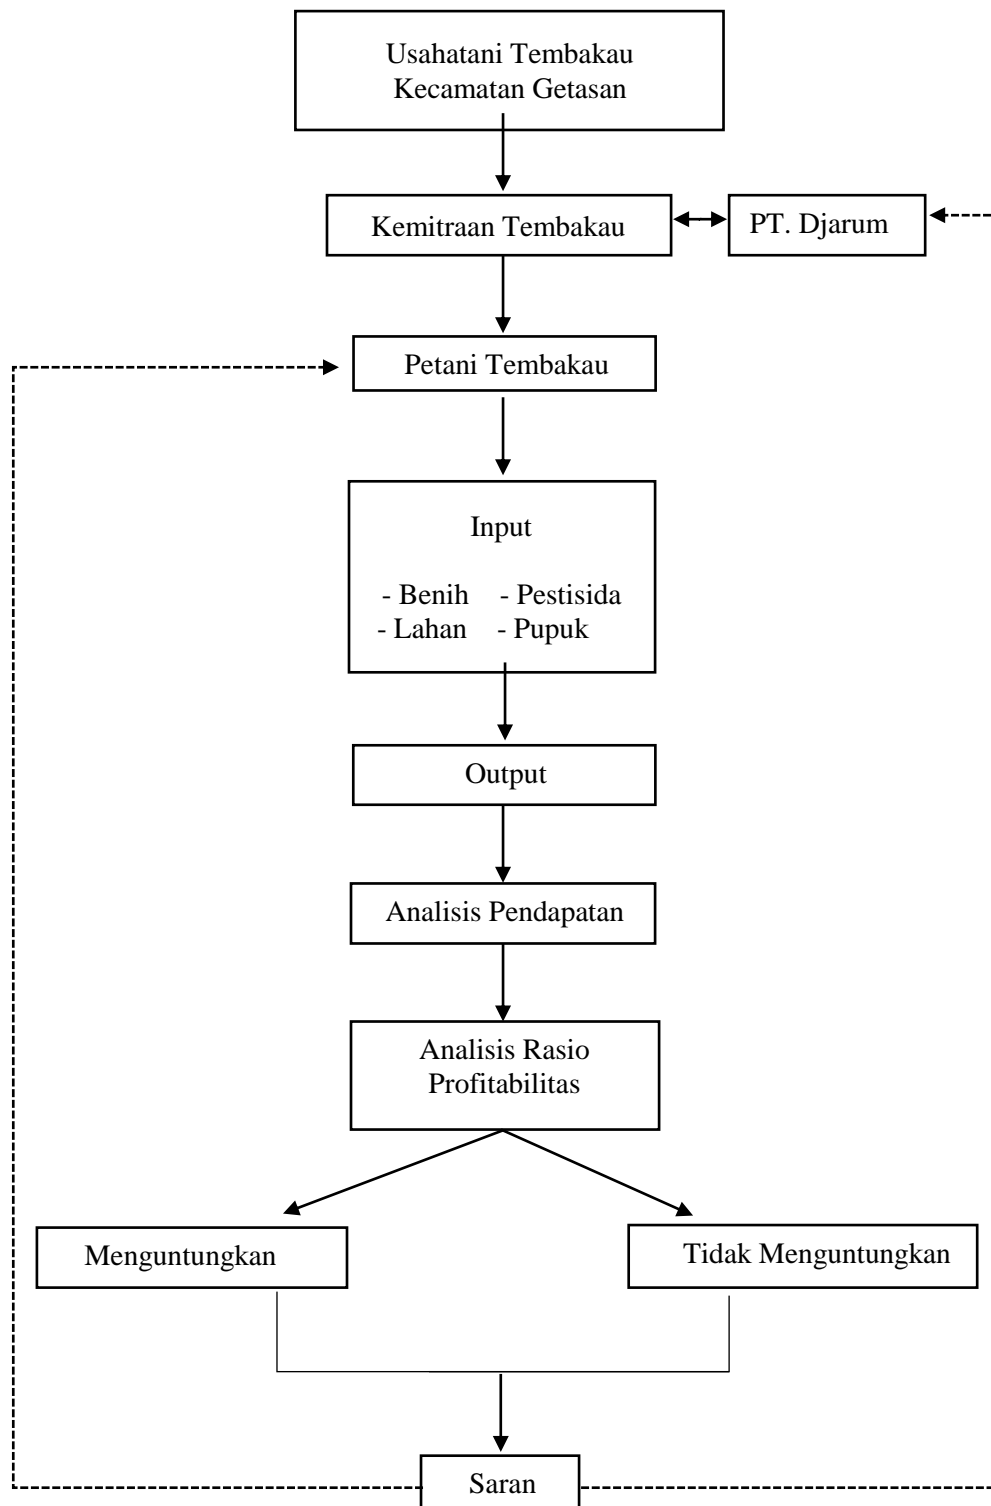 Usahatani Tembakau
Kecamatan Getasan
Kemitraan Tembakau
PT. Djarum
Petani Tembakau
Input
- Benih - Pestisida
- Lahan - Pupuk
Output
Analisis Pendapatan
Analisis Rasio
Profitabilitas
Menguntungkan
Tidak Menguntungkan
Saran